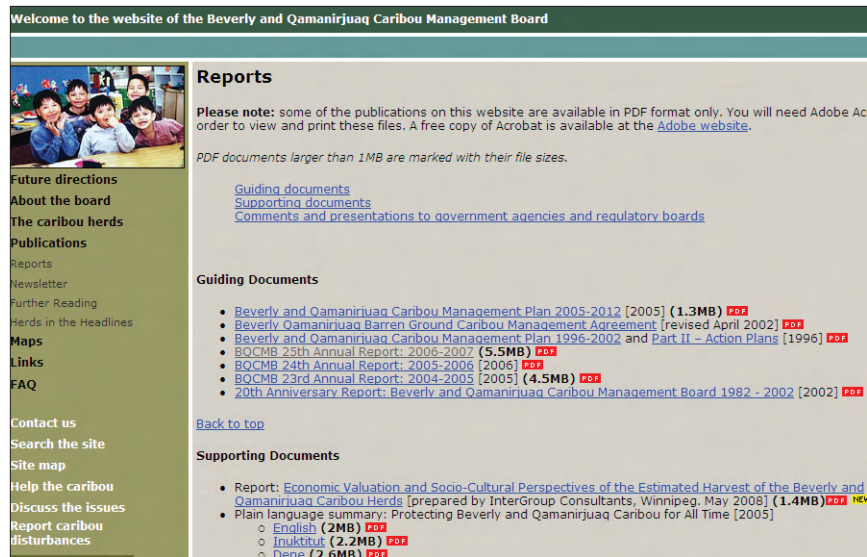 Welcome to the website of the Beverly and Qamanirjuaq Caribou Management Board
Future directions
About the board
The caribou herds
Publications
Reports
Newsletter
Further Reading
Herds in the Headlines
Maps
Links
FAQ
Contact us
Search the site
Site map
Help the caribou
Discuss the issues
Report caribou
disturbances
Reports
Please note: some of the publications on this website are available in PDF format only. You will need Adobe Ac
order to view and print these files. A free copy of Acrobat is available at the Adobe website.
PDF documents larger than 1MB are marked with their file sizes.
Guiding documents
Supporting documents
Comments and presentations to government agencies and regulatory boards
Guiding Documents
• Beverly and Qamanirjuaq Caribou Management Plan 2005-2012 [2005] (1.3MB) PDF
• Beverly Qamanirjuaq Barren Ground Caribou Management Agreement [revised April 2002] PDF
• Beverly and Qamanirjuaq Caribou Management Plan 1996-2002 and Part II – Action Plans [1996] PDF
• BQCMB 25th Annual Report: 2006-2007 (5.5MB) PDF
• BQCMB 24th Annual Report: 2005-2006 [2006] PDF
• BQCMB 23rd Annual Report: 2004-2005 [2005] (4.5MB) PDF
• 20th Anniversary Report: Beverly and Qamanirjuaq Caribou Management Board 1982 - 2002 [2002] PDF
Back to top
Supporting Documents
• Report: Economic Valuation and Socio-Cultural Perspectives of the Estimated Harvest of the Beverly and
Qamanirjuaq Caribou Herds [prepared by InterGroup Consultants, Winnipeg. May 2008] (1.4MB) PDF NEW
• Plain language summary: Protecting Beverly and Qamanirjuaq Caribou for All Time [2005]
○ English (2MB) PDF
○ Inuktitut (2.2MB) PDF
○ Dene (2.6MB) PDF